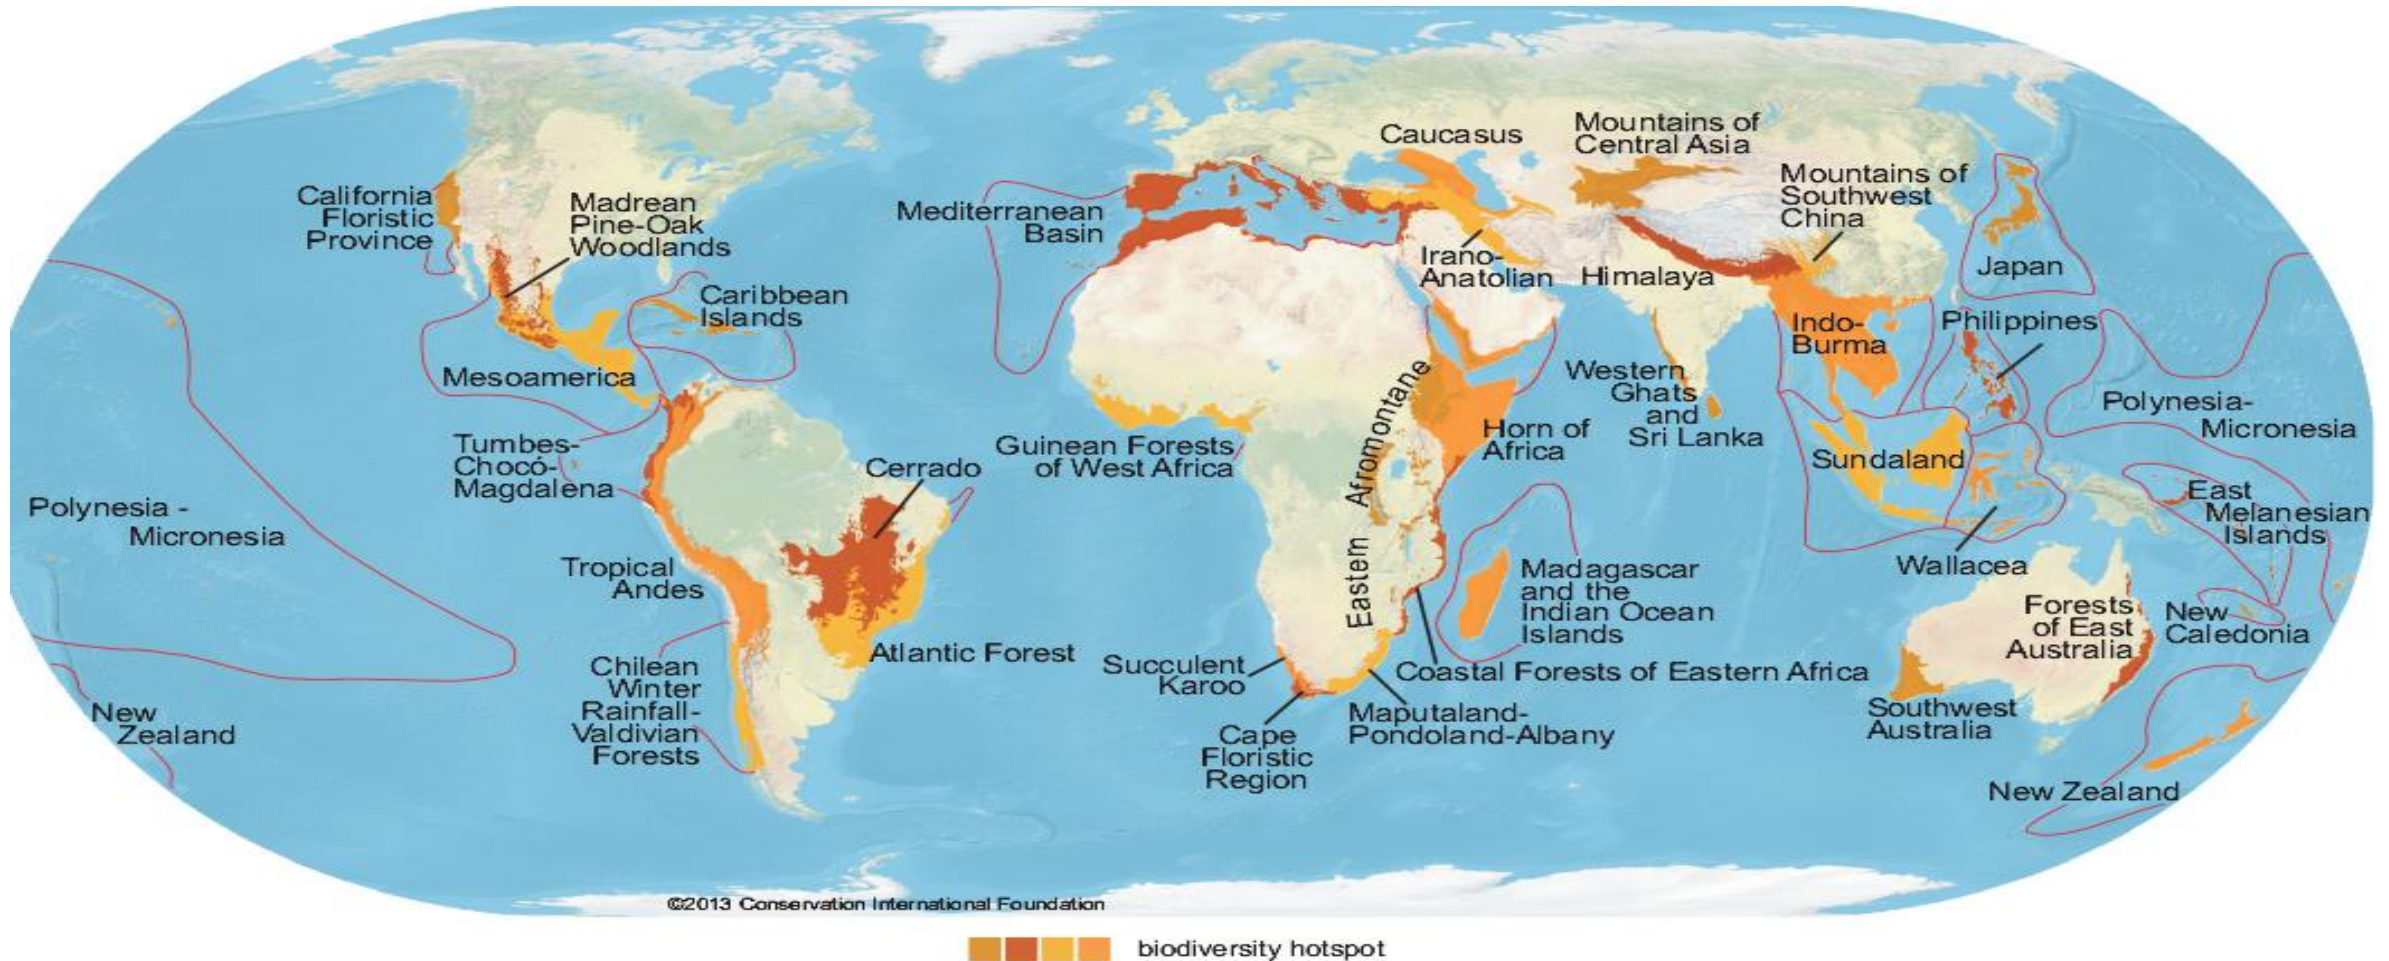 Caucasus
Mountains of
Central Asia
Mountains of
Southwest
China
California
Floristic
Province
Madrean
Pine-Oak
Woodlands
Mediterranean
Basin
Irano-
Anatolian
Himalaya
Japan
Caribbean
Islands
Indo-
Burma
Philippines
Mesoamerica
Western
Ghats
and
Sri Lanka
Polynesia-
Micronesia
Tumbes-
Chocó-
Magdalena
Cerrado
Guinean Forests
of West Africa
Eastern Afromontane
Horn of
Africa
Sundaland
East
Melanesian
Islands
Polynesia -
Micronesia
Tropical
Andes
Wallacea
Madagascar
and the
Indian Ocean
Islands
Forests
of East
Australia
New
Caledonia
Atlantic Forest
Chilean
Winter
Rainfall-
Valdivian
Forests
Succulent
Karoo
Coastal Forests of Eastern Africa
Maputaland-
Pondoland-Albany
Cape
Floristic
Region
Southwest
Australia
New
Zealand
New Zealand
©2013 Conservation International Foundation
biodiversity hotspot